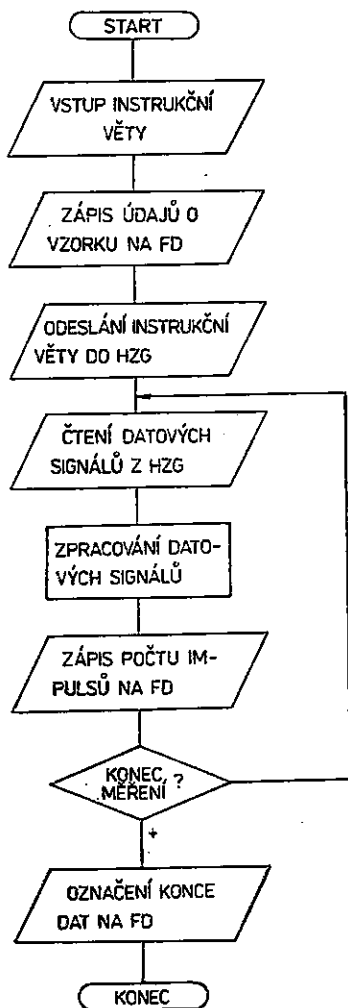 START
VSTUP INSTRUKČNÍ
VĚTY
ZÁPIS ÚDAJŮ O
VZORKU NA FD
ODESLÁNÍ INSTRUKČNÍ
VĚTY DO HZG
ČTENÍ DATOVÝCH
SIGNÁLŮ Z HZG
ZPRACOVÁNÍ DATO-
VÝCH SIGNÁLŮ
ZÁPIS POČTU IM-
PULSŮ NA FD
KONEC
MĚŘENÍ ?
+
OZNAČENÍ KONCE
DAT NA FD
KONEC